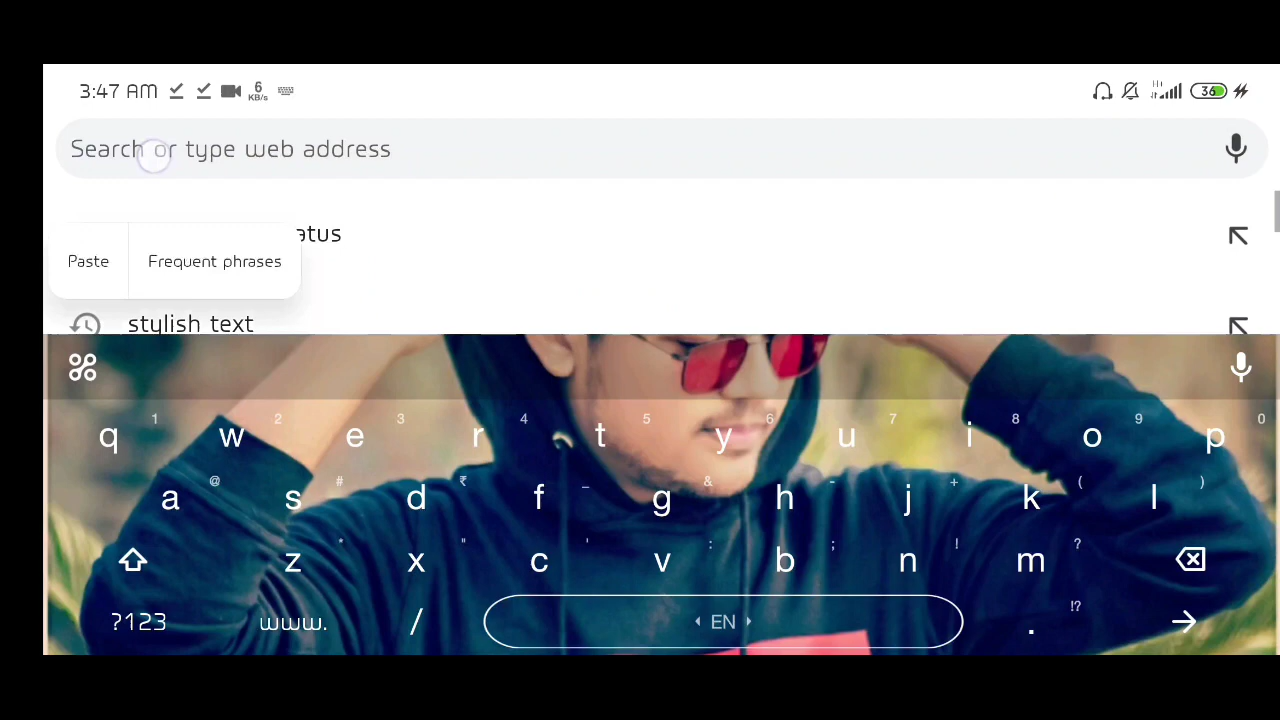 3:47 AM 6 KB/s 36
Search or type web address
atus
Paste Frequent phrases
stylish text
1 2 3 4 5 6 7 8 9 0
q w e r t y u i o p
@ # ₹ _ & - + ( )
a s d f g h j k l
* " ' : ; ! ?
z x c v b n m
!?
?123 www. / EN .